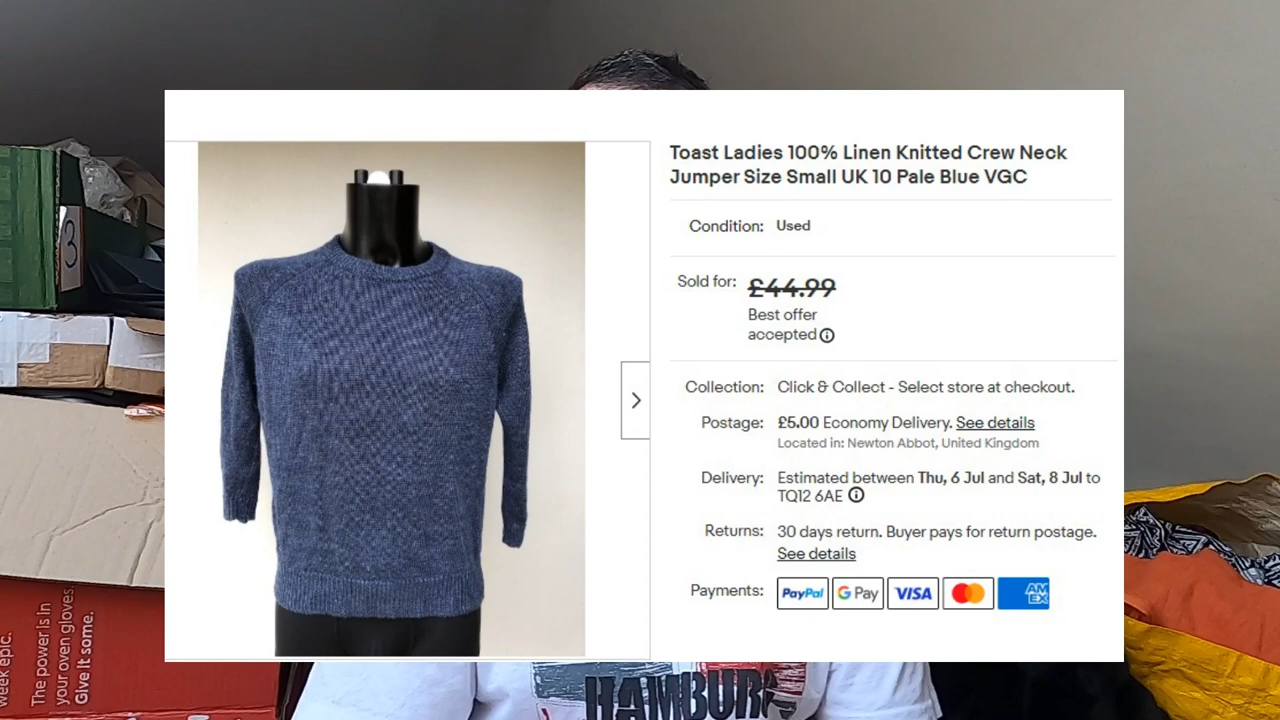 Toast Ladies 100% Linen Knitted Crew Neck
Jumper Size Small UK 10 Pale Blue VGC
Condition: Used
Sold for: £44.99
Best offer
accepted
Collection: Click & Collect - Select store at checkout.
Postage: £5.00 Economy Delivery. See details
Located in: Newton Abbot, United Kingdom
Delivery: Estimated between Thu, 6 Jul and Sat, 8 Jul to
TQ12 6AE
Returns: 30 days return. Buyer pays for return postage.
See details
Payments: PayPal G Pay VISA AM
EX
3
week epic.
The power is in
your oven gloves.
Give it some.
HAMBUR